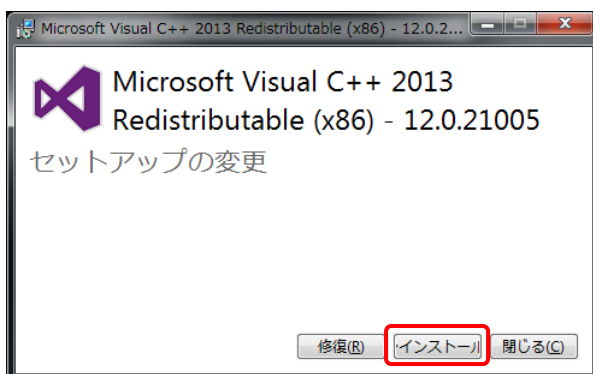 Microsoft Visual C++ 2013 Redistributable (x86) - 12.0.2...
Microsoft Visual C++ 2013
Redistributable (x86) - 12.0.21005
セットアップの変更
修復(R) インストール 閉じる(C)